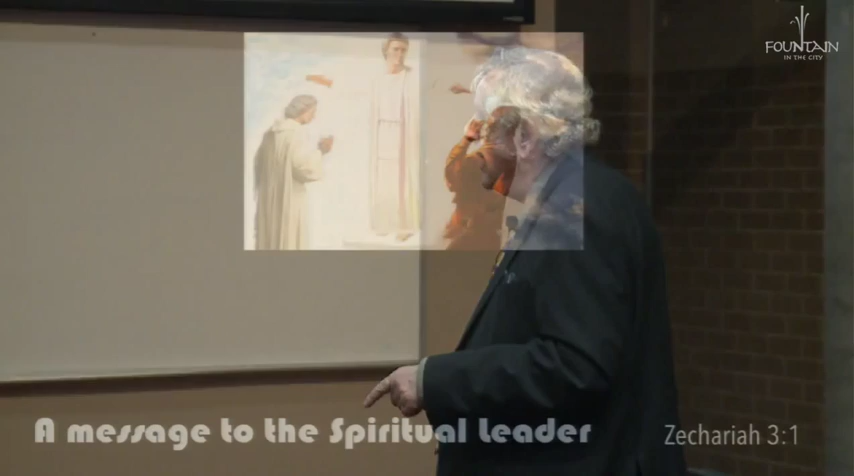 FOUNTAIN
IN THE CITY
A message to the Spiritual Leader
Zechariah 3:1